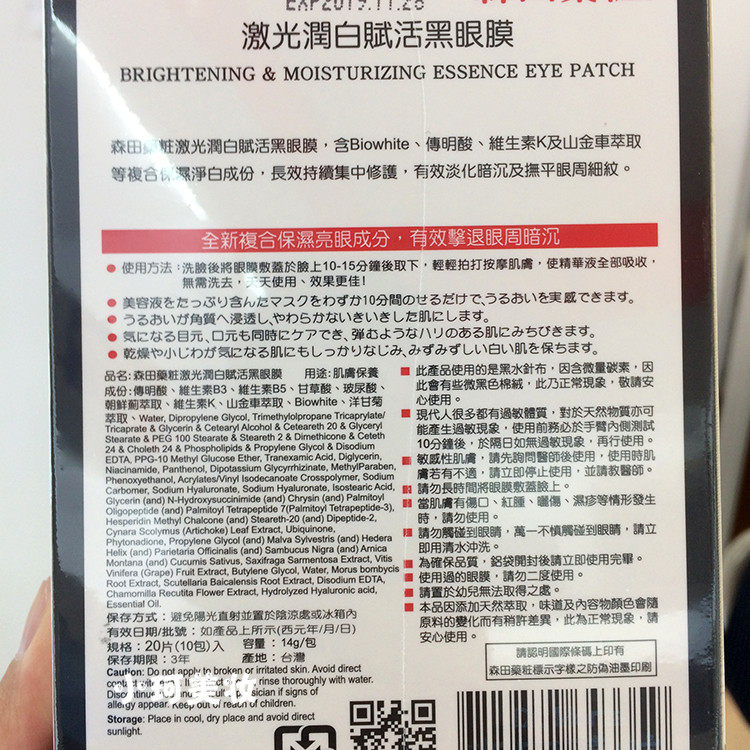 EXP2019.11.28
激光潤白賦活黑眼膜
BRIGHTENING & MOISTURIZING ESSENCE EYE PATCH
森田藥粧激光潤白賦活黑眼膜，含Biowhite、傳明酸、維生素K及山金車萃取
等複合保濕淨白成份，長效持續集中修護，有效淡化暗沉及撫平眼周細紋。
全新複合保濕亮眼成分，有效擊退眼周暗沉
● 使用方法：洗臉後將眼膜敷蓋於臉上10-15分鐘後取下，輕輕拍打按摩肌膚，使精華液全部吸收，
無需洗去，天天使用、效果更佳!
● 美容液をたっぷり含んたマスクをわずか10分間のせるだけで、うるおいを実感できます。
● うるおいが角質へ浸透し、やわらかないきいきした肌にします。
● 気になる目元、口元も同時にケアでき、弾むようなハリのある肌にみちびきます。
● 乾燥や小じわが気になる肌にもしっかりなじみ、みずみずしい白い肌を保ちます。
品名：森田藥粧激光潤白賦活黑眼膜 用途：肌膚保養
成份：傳明酸、維生素B3、維生素B5、甘草酸、玻尿酸、
朝鮮薊萃取、維生素K、山金車萃取、Biowhite、洋甘菊
萃取、Water, Dipropylene Glycol, Trimethylolpropane Tricaprylate/
Tricaprate & Glycerin & Cetearyl Alcohol & Ceteareth 20 & Glyceryl
Stearate & PEG 100 Stearate & Steareth 2 & Dimethicone & Ceteth
24 & Choleth 24 & Phospholipids & Propylene Glycol & Disodium
EDTA, PPG-10 Methyl Glucose Ether, Tranexamic Acid, Diglycerin,
Niacinamide, Panthenol, Dipotassium Glycyrrhizinate, MethylParaben,
Phenoxyethanol, Acrylates/Vinyl Isodecanoate Crosspolymer, Sodium
Carbomer, Sodium Hyaluronate, Sodium Hyaluronate, Isostearic Acid,
Glycerin (and) N-Hydroxysuccinimide (and) Chrysin (and) Palmitoyl
Oligopeptide (and) Palmitoyl Tetrapeptide 7(Palmitoyl Tetrapeptide-3),
Hesperidin Methyl Chalcone (and) Steareth-20 (and) Dipeptide-2,
Cynara Scolymus (Artichoke) Leaf Extract, Ubiquinone,
Phytonadione, Propylene Glycol (and) Malva Sylvestris (and) Hedera
Helix (and) Parietaria Officinalis (and) Sambucus Nigra (and) Arnica
Montana (and) Cucumis Sativus, Saxifraga Sarmentosa Extract, Vitis
Vinifera (Grape) Fruit Extract, Butylene Glycol, Water, Morus bombycis
Root Extract, Scutellaria Baicalensis Root Extract, Disodium EDTA,
Chamomilla Recutita Flower Extract, Hydrolyzed Hyaluronic acid,
Essential Oil.
保存方式：避免陽光直射並置於陰涼處或冰箱內
有效日期/批號：如產品上所示(西元年/月/日)
規格：20片(10包)入 容量：14g/包
保存期限：3年 產地：台灣
Caution: Do not apply to broken or irritated skin. Avoid direct
rinse thoroughly with water.
physician if signs of
allergy appear. Keep out of reach of children.
Storage: Place in cool, dry place and avoid direct
sunlight.
■ 此產品使用的是黑水針布，因含微量碳素，因
此會有些微黑色棉絨，此乃正常現象，敬請安
心使用。
■ 現代人很多都有過敏體質，對於天然物質亦可
能產生過敏現象，使用前務必於手臂內側測試
10分鐘後，於隔日如無過敏現象，再行使用。
■ 敏感性肌膚，請先詢問醫師後使用，使用時肌
膚若有不適，請立即停止使用，並請教醫師。
■ 請勿長時間將眼膜敷蓋臉上。
■ 當肌膚有傷口、紅腫、曬傷、濕疹等情形發生
時，請勿使用。
■ 請勿觸碰到眼睛，萬一不慎觸碰到眼睛，請立
即用清水沖洗。
■ 為確保品質，鋁袋開封後請立即使用完畢。
■ 使用過的眼膜，請勿二度使用。
■ 請置於幼兒無法取得之處。
■ 本品因添加天然萃取，味道及內容物顏色會隨
原料的變化而有稍許差異，此為正常現象，請
安心使用。
請認明國際條碼上印有
森田藥粧標示字樣之防偽油墨印刷
小珂美妝